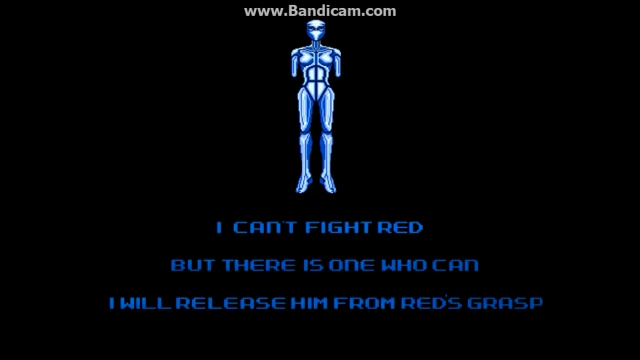 www.Bandicam.com
I CAN'T FIGHT RED
BUT THERE IS ONE WHO CAN
I WILL RELEASE HIM FROM RED'S GRASP